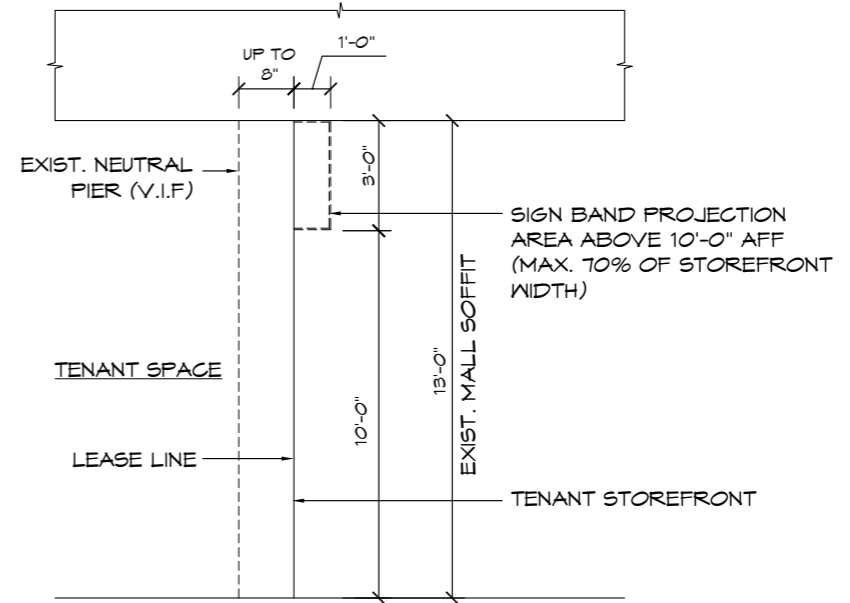 UP TO
8"
1'-0"
EXIST. NEUTRAL
PIER (V.I.F)
3'-0"
SIGN BAND PROJECTION
AREA ABOVE 10'-0" AFF
(MAX. 70% OF STOREFRONT
WIDTH)
TENANT SPACE
10'-0"
13'-0"
EXIST. MALL SOFFIT
LEASE LINE
TENANT STOREFRONT